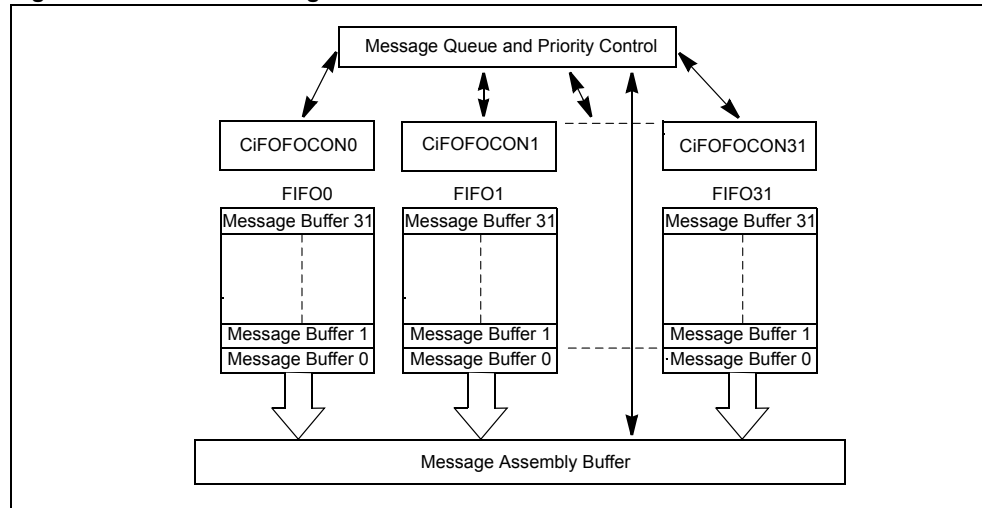 Message Queue and Priority Control
CiFOFOCON0 CiFOFOCON1 CiFOFOCON31
FIFO0 FIFO1 FIFO31
Message Buffer 31 Message Buffer 31 Message Buffer 31
Message Buffer 1 Message Buffer 1 Message Buffer 1
Message Buffer 0 Message Buffer 0 Message Buffer 0
Message Assembly Buffer